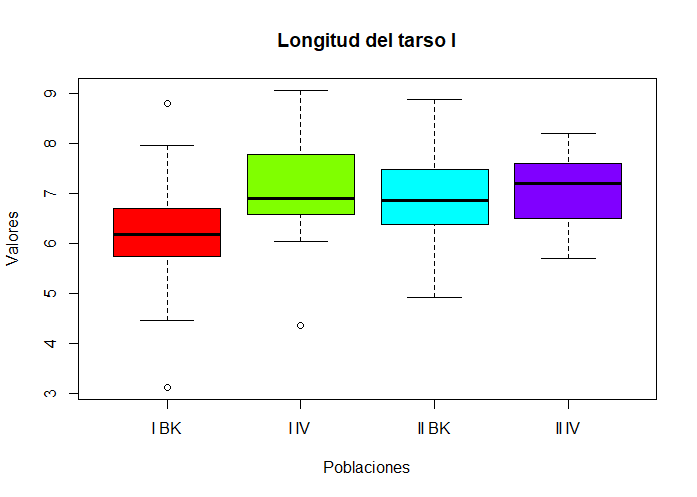 Longitud del tarso I
Valores
9
8
7
6
5
4
3
I BK
I IV
II BK
II IV
Poblaciones